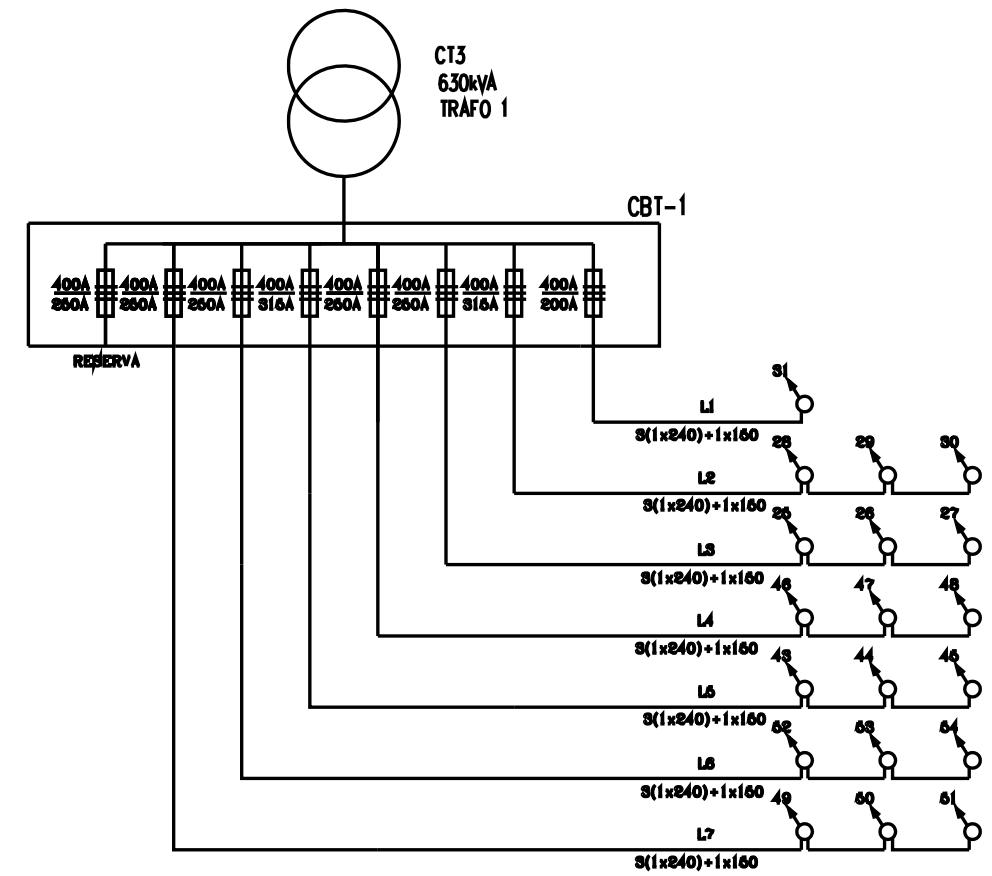 CT3
630kVA
TRAFO 1
CBT-1
400A 400A 400A 400A 400A 400A 400A 400A
250A 250A 250A 315A 250A 250A 315A 200A
RESERVA
31
L1
3(1x240)+1x150
28 29 30
L2
3(1x240)+1x150
25 26 27
L3
3(1x240)+1x150
46 47 48
L4
3(1x240)+1x150
43 44 45
L5
3(1x240)+1x150
52 53 54
L6
3(1x240)+1x150
49 50 51
L7
3(1x240)+1x150